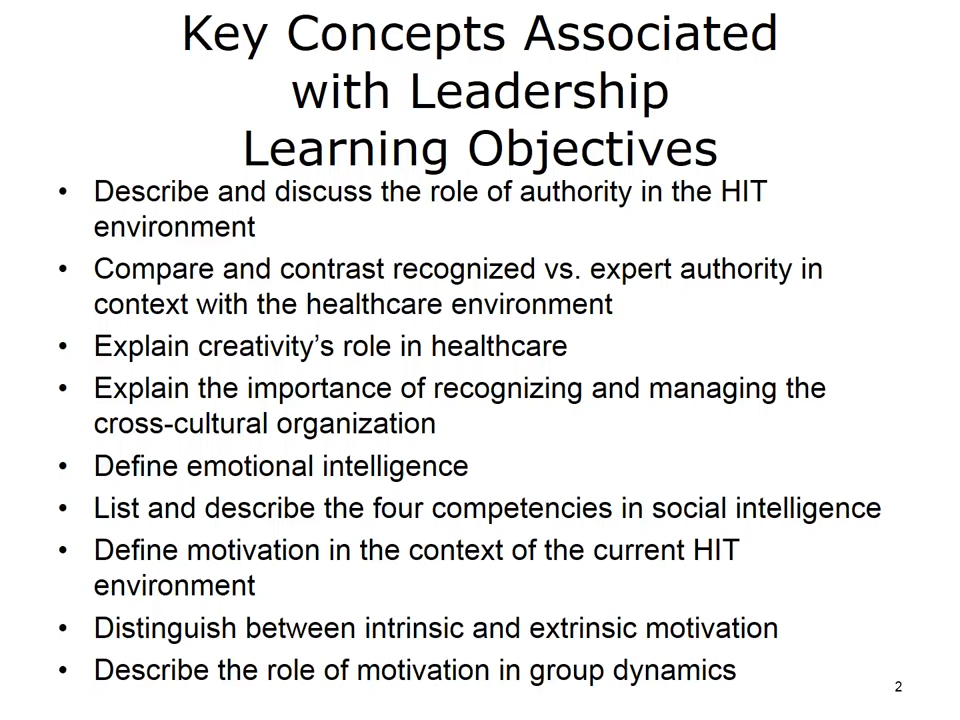 Key Concepts Associated
with Leadership
Learning Objectives
• Describe and discuss the role of authority in the HIT
environment
• Compare and contrast recognized vs. expert authority in
context with the healthcare environment
• Explain creativity’s role in healthcare
• Explain the importance of recognizing and managing the
cross-cultural organization
• Define emotional intelligence
• List and describe the four competencies in social intelligence
• Define motivation in the context of the current HIT
environment
• Distinguish between intrinsic and extrinsic motivation
• Describe the role of motivation in group dynamics
2